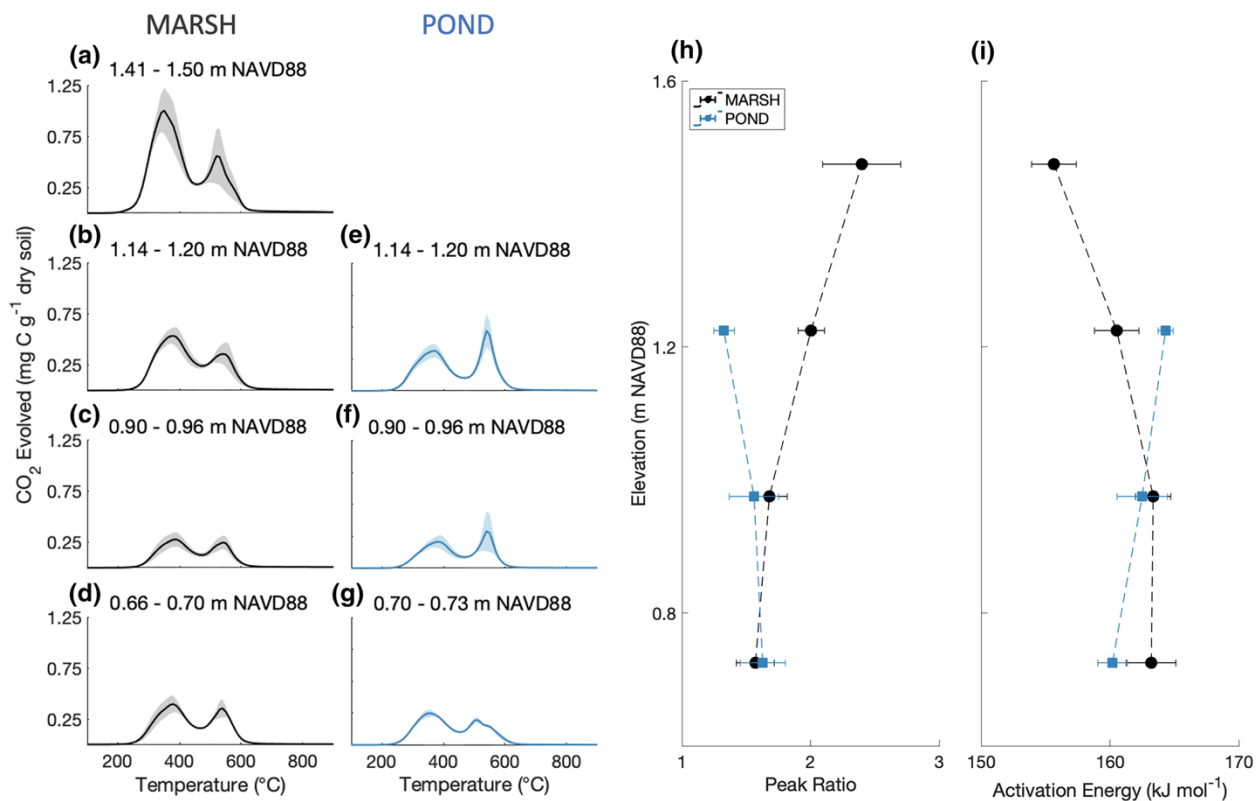 MARSH
POND
(a)
1.41 - 1.50 m NAVD88
1.25
0.75
0.25
(b)
1.14 - 1.20 m NAVD88
1.25
0.75
0.25
(c)
0.90 - 0.96 m NAVD88
1.25
0.75
0.25
(d)
0.66 - 0.70 m NAVD88
1.25
0.75
0.25
200 400 600 800
Temperature (°C)
CO2 Evolved (mg C g⁻¹ dry soil)
(e)
1.14 - 1.20 m NAVD88
(f)
0.90 - 0.96 m NAVD88
(g)
0.70 - 0.73 m NAVD88
200 400 600 800
Temperature (°C)
(h)
1.6
1.2
0.8
Elevation (m NAVD88)
MARSH
POND
1 2 3
Peak Ratio
(i)
150 160 170
Activation Energy (kJ mol⁻¹)